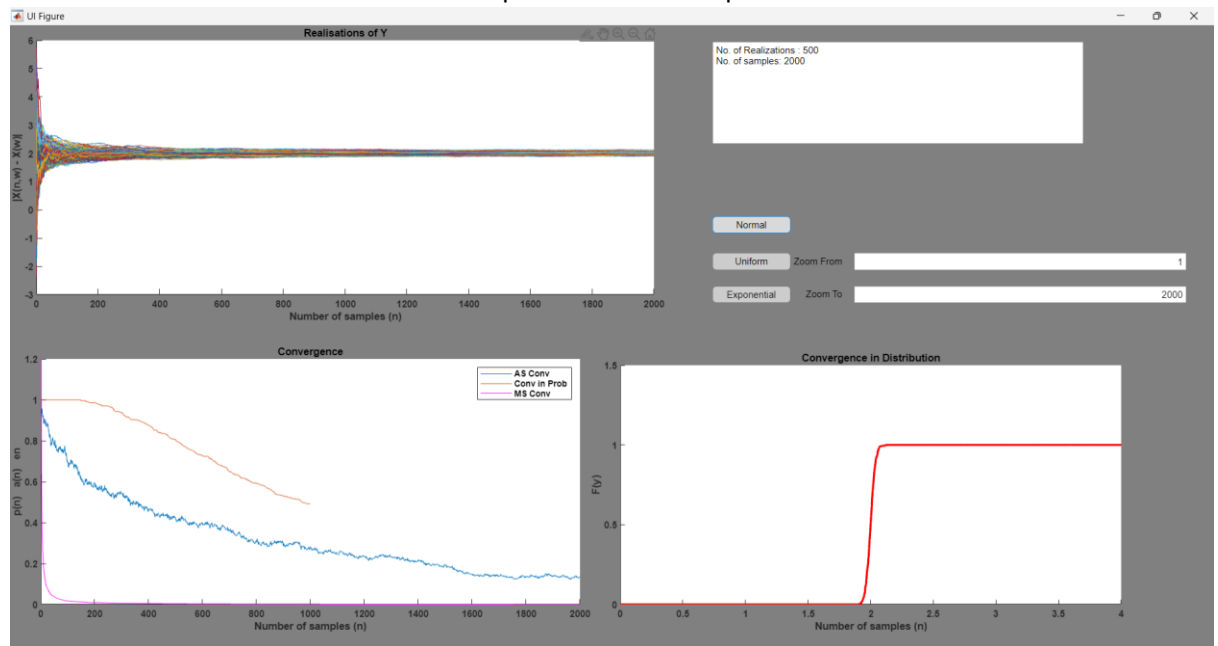 UI Figure
Realisations of Y
6
5
4
3
2
1
0
-1
-2
-3
|X(n,w) - X(w)|
0 200 400 600 800 1000 1200 1400 1600 1800 2000
Number of samples (n)
No. of Realizations : 500
No. of samples: 2000
Normal
Uniform Zoom From 1
Exponential Zoom To 2000
Convergence
1.2
1
0.8
0.6
0.4
0.2
0
p(n) a(n) en
AS Conv
Conv in Prob
MS Conv
0 200 400 600 800 1000 1200 1400 1600 1800 2000
Number of samples (n)
Convergence in Distribution
1.5
1
0.5
0
F(y)
0 0.5 1 1.5 2 2.5 3 3.5 4
Number of samples (n)